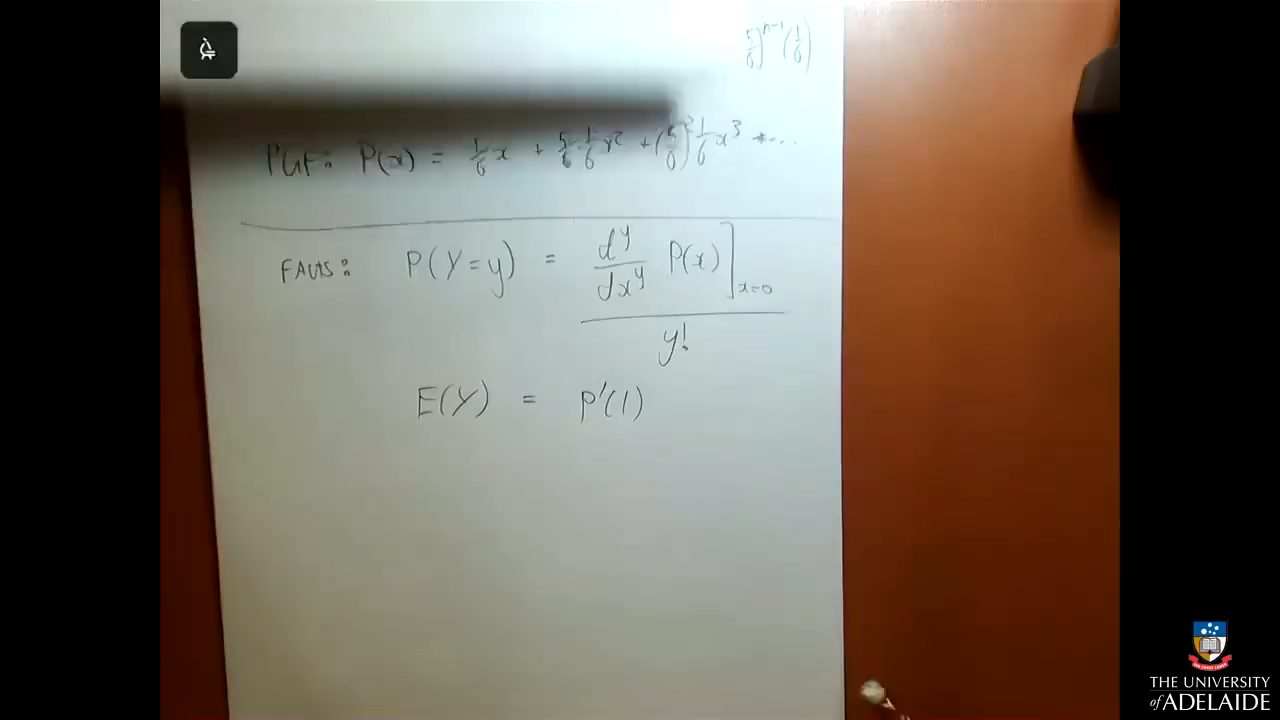 5/6)^{n-1} (1/6)
PGF: P(x) = 1/6 x + 5/6 · 1/6 x² + (5/6)² 1/6 x³ + ...
FACTS: P(Y=y) = d^y/dx^y P(x)]_{x=0} / y!
E(Y) = P'(1)
THE UNIVERSITY
of ADELAIDE